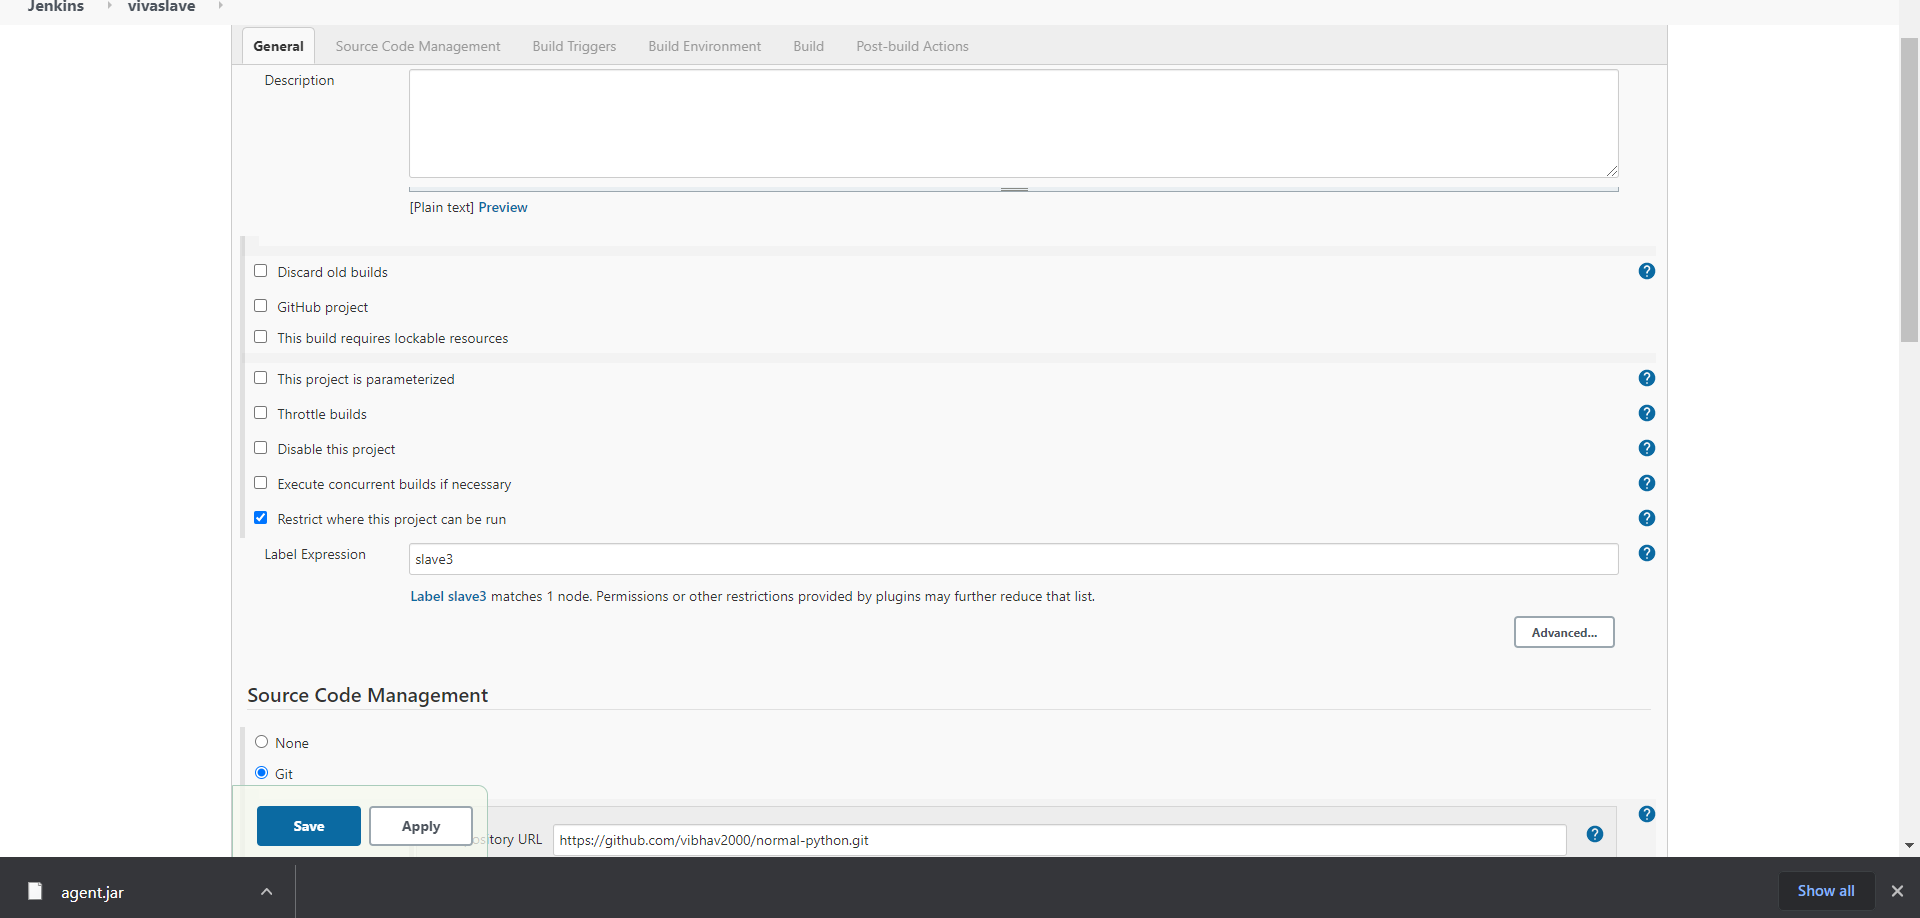 Jenkins vivaslave
General Source Code Management Build Triggers Build Environment Build Post-build Actions
Description
[Plain text] Preview
Discard old builds ?
GitHub project
This build requires lockable resources
This project is parameterized ?
Throttle builds ?
Disable this project ?
Execute concurrent builds if necessary ?
Restrict where this project can be run ?
Label Expression slave3 ?
Label slave3 matches 1 node. Permissions or other restrictions provided by plugins may further reduce that list.
Advanced...
Source Code Management
None
Git
?
Save Apply
ository URL https://github.com/vibhav2000/normal-python.git ?
agent.jar Show all